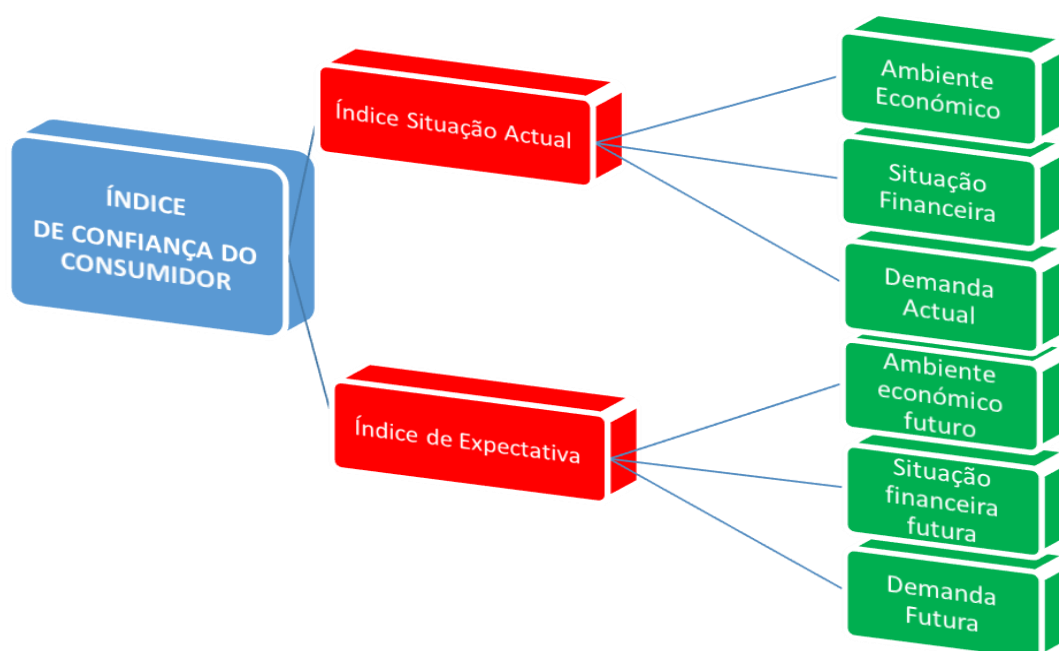 ÍNDICE
DE CONFIANÇA DO
CONSUMIDOR
Índice Situação Actual
Ambiente
Económico
Situação
Financeira
Demanda
Actual
Índice de Expectativa
Ambiente
económico
futuro
Situação
financeira
futura
Demanda
Futura